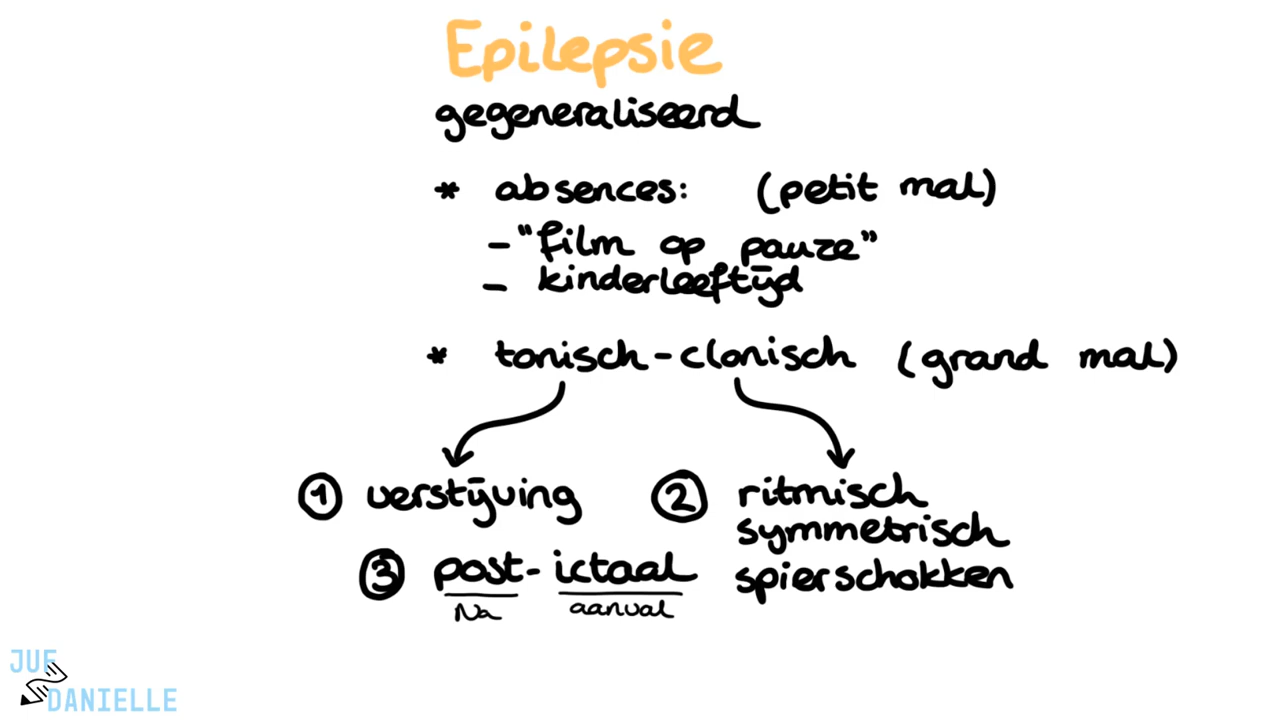 Epilepsie
gegeneraliseerd
* absences: (petit mal)
- "film op pauze"
- kinderleeftijd
* tonisch-clonisch (grand mal)
1 verstijving
2 ritmisch
symmetrisch
spierschokken
3 post-ictaal
Na aanval
JUF
DANIELLE